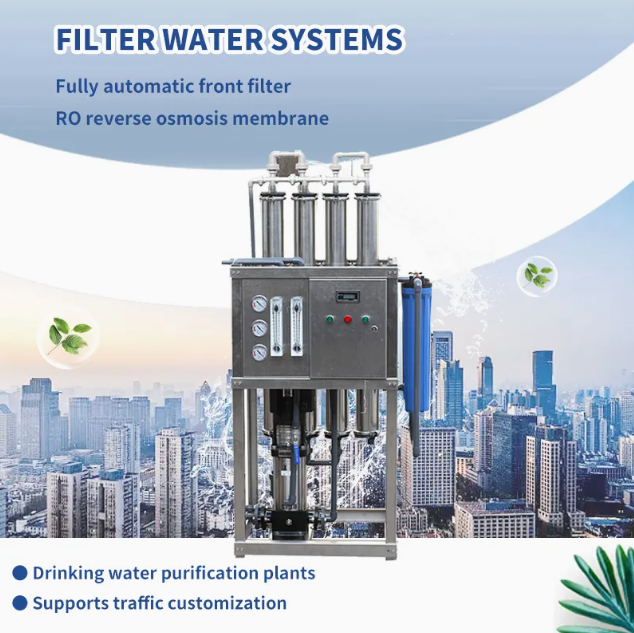 FILTER WATER SYSTEMS
Fully automatic front filter
RO reverse osmosis membrane
● Drinking water purification plants
● Supports traffic customization